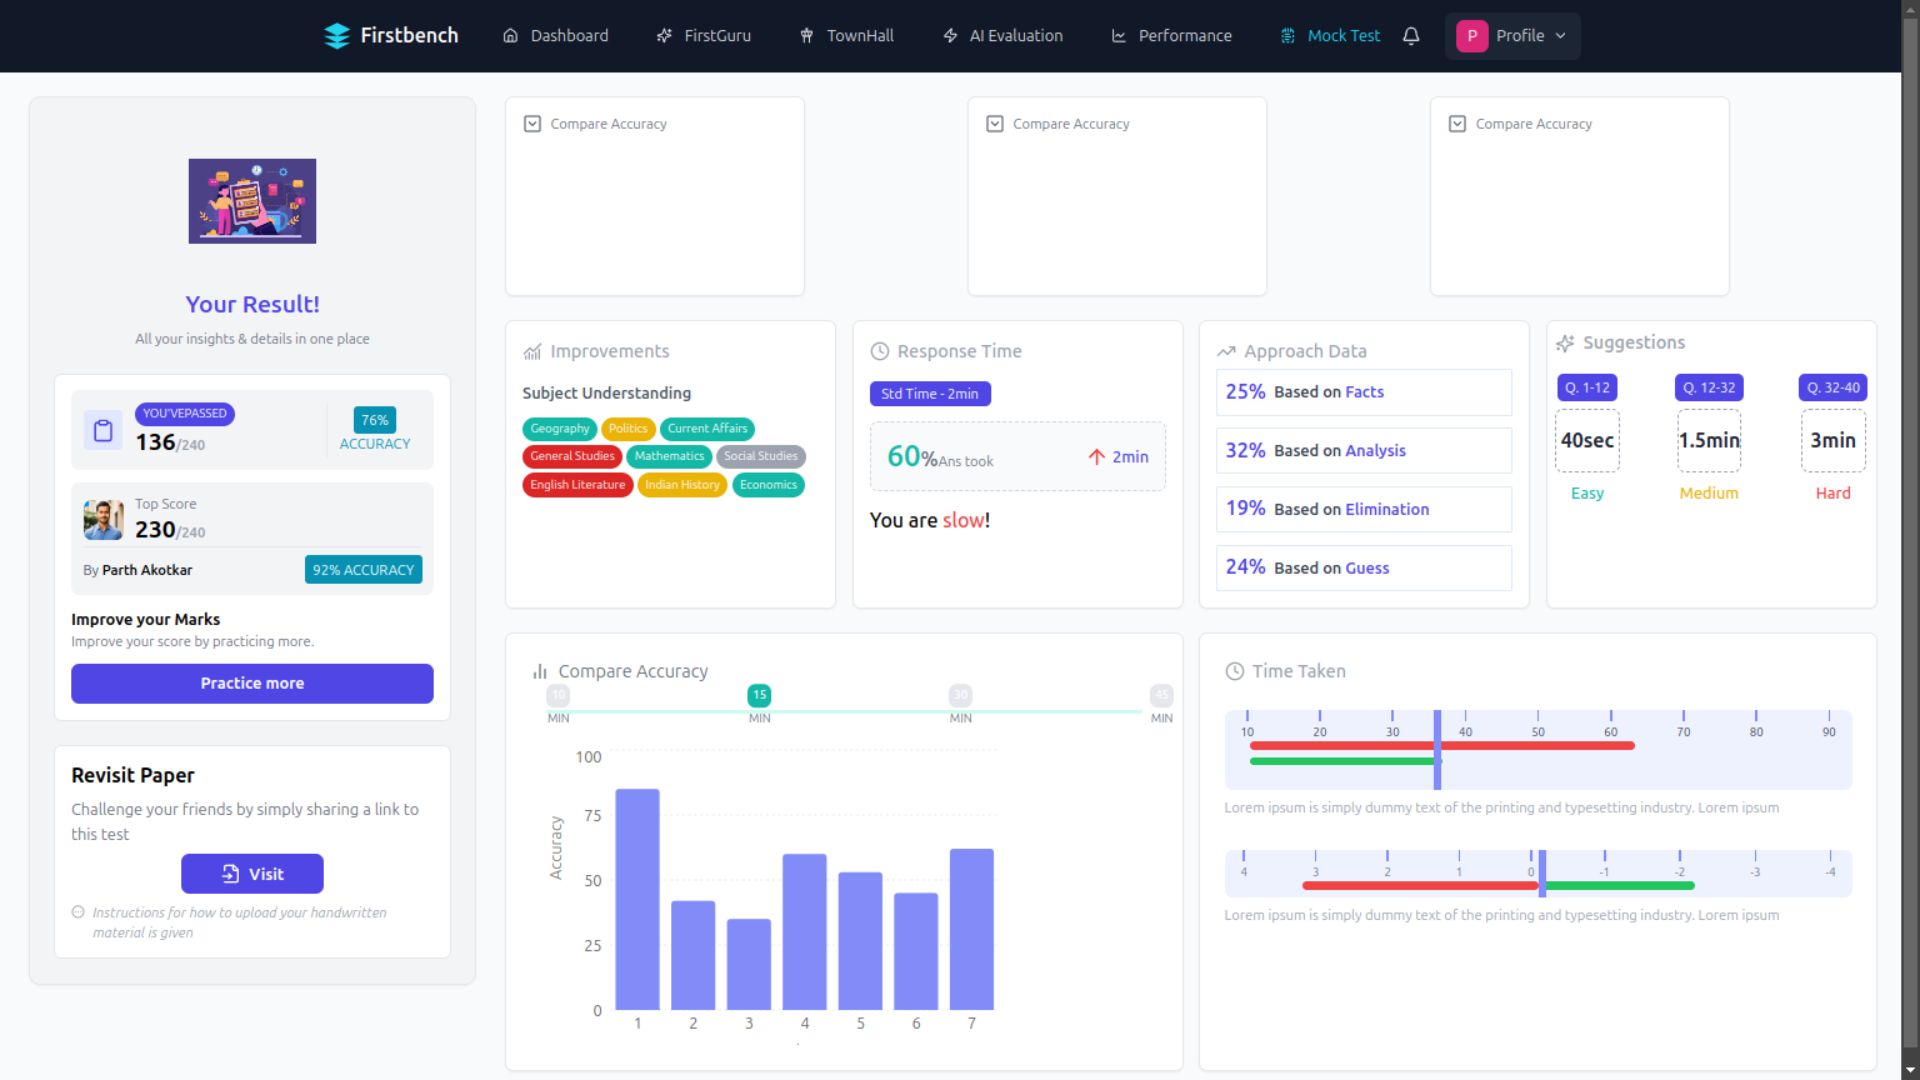 Firstbench
Dashboard
FirstGuru
TownHall
AI Evaluation
Performance
Mock Test
P
Profile
Your Result!
All your insights & details in one place
YOU'VEPASSED
136/240
76%
ACCURACY
Top Score
230/240
By Parth Akotkar
92% ACCURACY
Improve your Marks
Improve your score by practicing more.
Practice more
Revisit Paper
Challenge your friends by simply sharing a link to
this test
Visit
Instructions for how to upload your handwritten
material is given
Compare Accuracy
Compare Accuracy
Compare Accuracy
Improvements
Subject Understanding
Geography Politics Current Affairs
General Studies Mathematics Social Studies
English Literature Indian History Economics
Response Time
Std Time - 2min
60%Ans took
2min
You are slow!
Approach Data
25% Based on Facts
32% Based on Analysis
19% Based on Elimination
24% Based on Guess
Suggestions
Q. 1-12
Q. 12-32
Q. 32-40
40sec
1.5min
3min
Easy
Medium
Hard
Compare Accuracy
10 15 30 45
MIN MIN MIN MIN
100
75
50
25
0
Accuracy
1 2 3 4 5 6 7
Time Taken
10 20 30 40 50 60 70 80 90
Lorem ipsum is simply dummy text of the printing and typesetting industry. Lorem ipsum
4 3 2 1 0 -1 -2 -3 -4
Lorem ipsum is simply dummy text of the printing and typesetting industry. Lorem ipsum